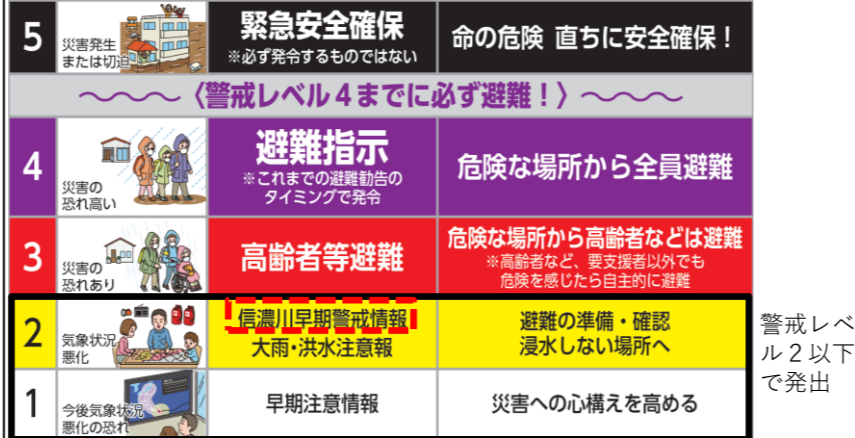 5
災害発生
または切迫
緊急安全確保
※必ず発令するものではない
命の危険 直ちに安全確保！
〈警戒レベル４までに必ず避難！〉
4
災害の
恐れ高い
避難指示
※これまでの避難勧告の
タイミングで発令
危険な場所から全員避難
3
災害の
恐れあり
高齢者等避難
危険な場所から高齢者などは避難
※高齢者など、要支援者以外でも
危険を感じたら自主的に避難
2
気象状況
悪化
信濃川早期警戒情報
大雨・洪水注意報
避難の準備・確認
浸水しない場所へ
1
今後気象状況
悪化の恐れ
早期注意情報
災害への心構えを高める
警戒レベ
ル２以下
で発出